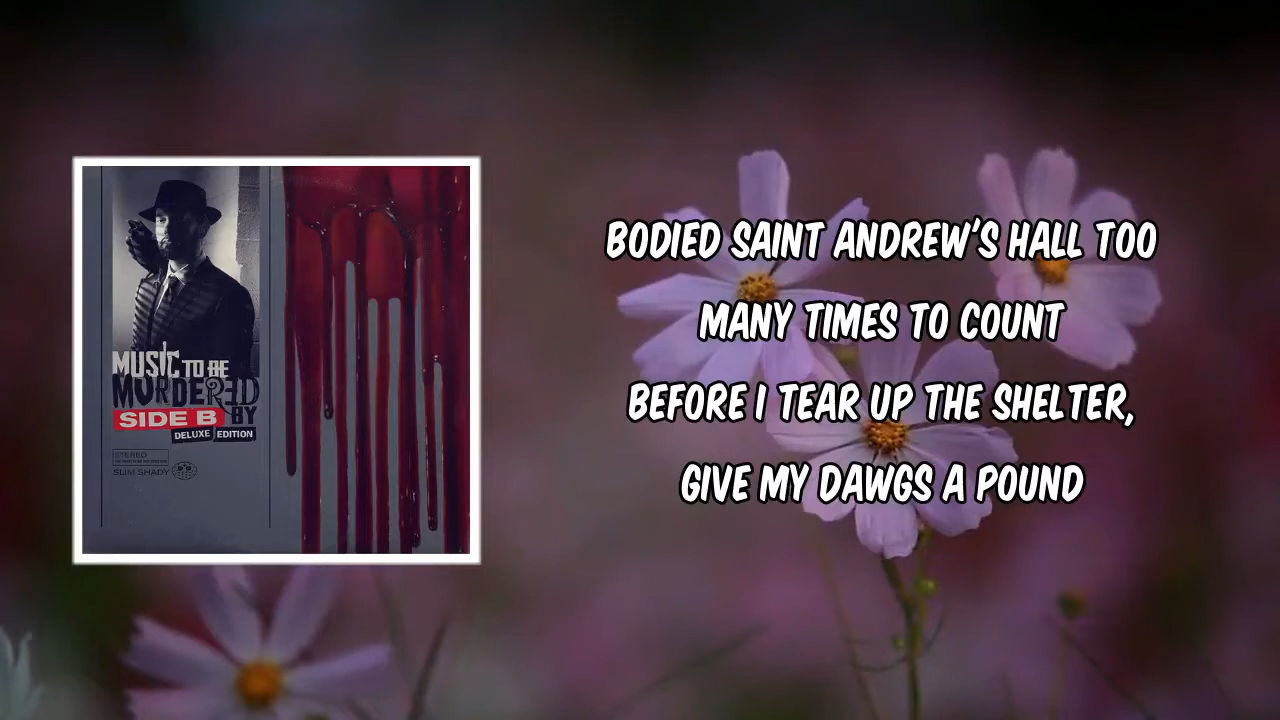 MUSIC TO BE
MURDERED
SIDE B BY
DELUXE EDITION
STEREO
SLIM SHADY
BODIED SAINT ANDREW'S HALL TOO
MANY TIMES TO COUNT
BEFORE I TEAR UP THE SHELTER,
GIVE MY DAWGS A POUND